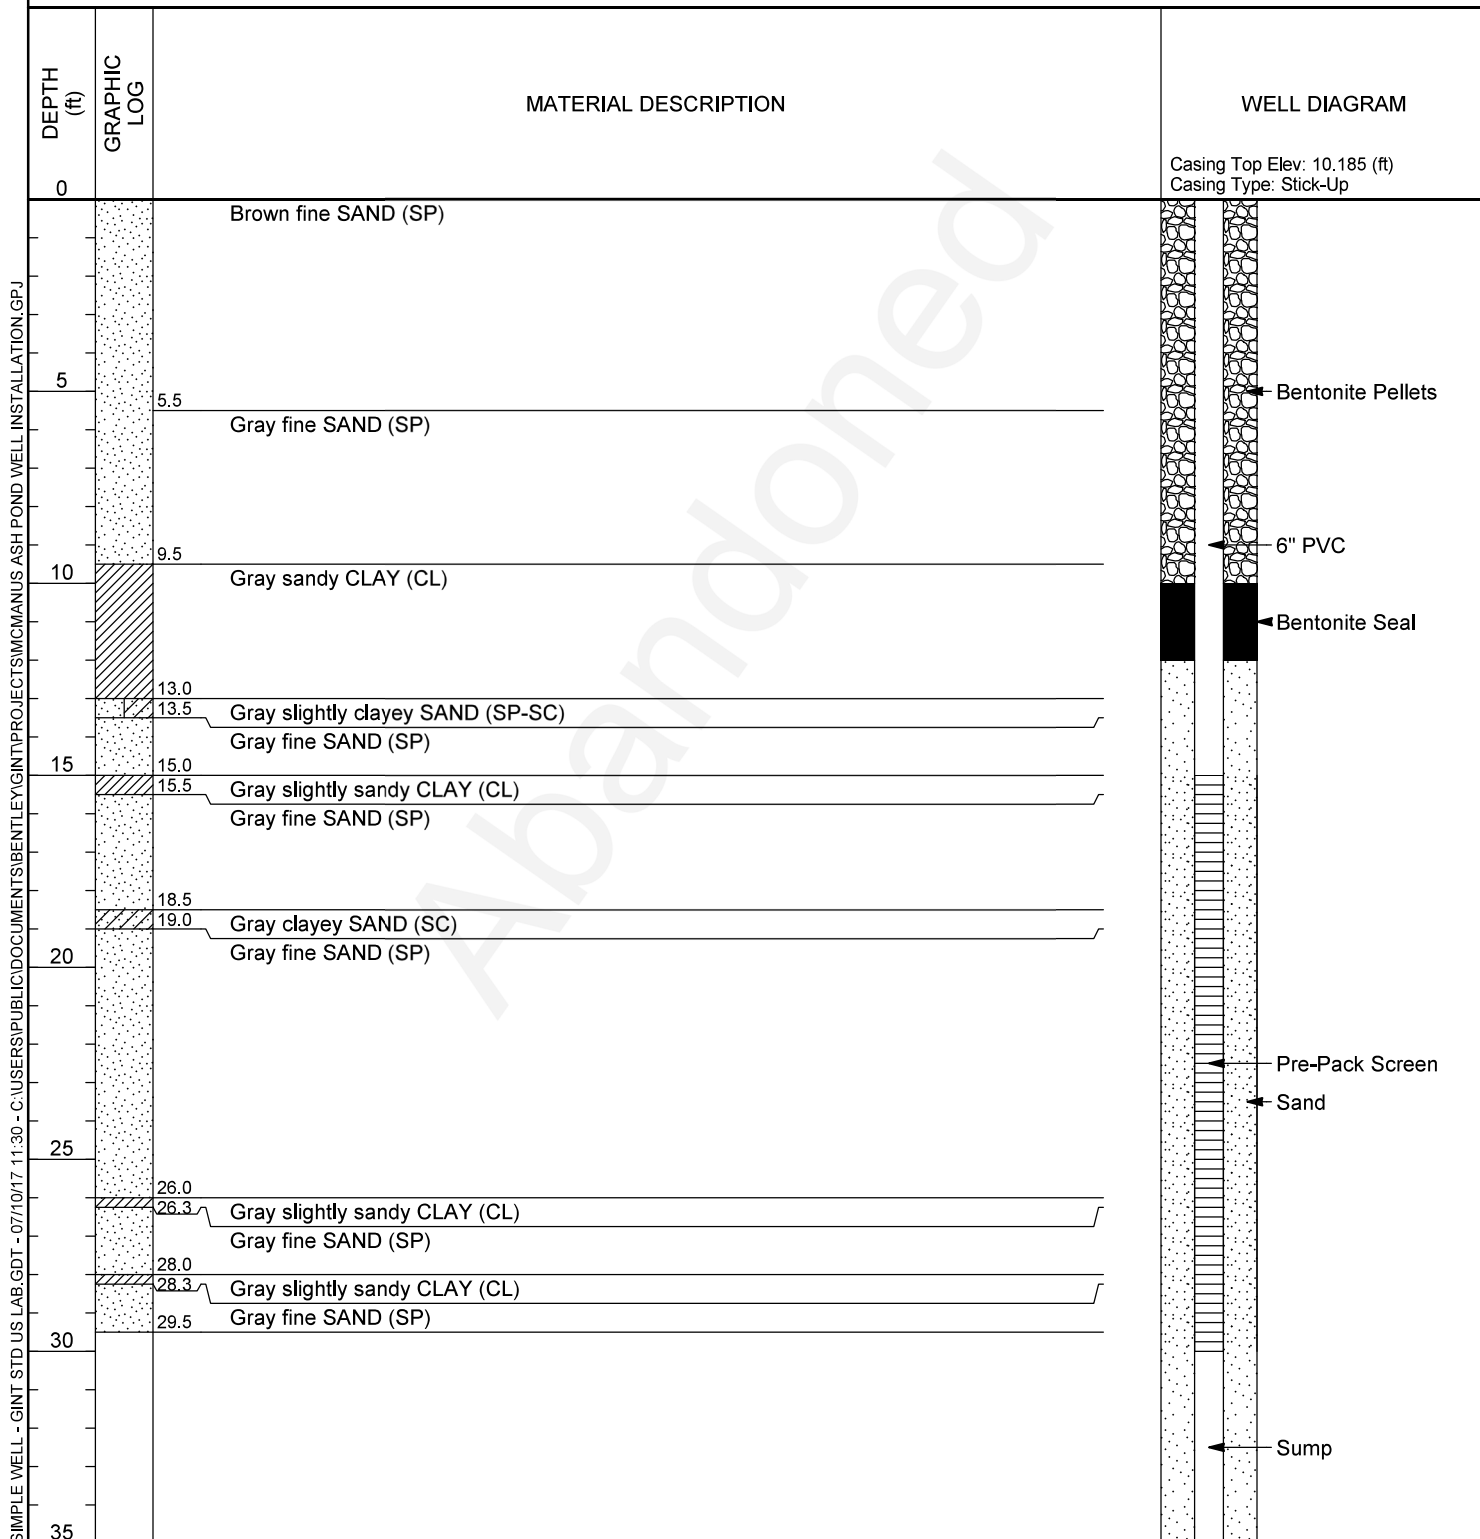 DEPTH
(ft)
GRAPHIC
LOG
MATERIAL DESCRIPTION
WELL DIAGRAM
Casing Top Elev: 10.185 (ft)
Casing Type: Stick-Up
0
Brown fine SAND (SP)
5
Bentonite Pellets
5.5
Gray fine SAND (SP)
6" PVC
9.5
10
Gray sandy CLAY (CL)
Bentonite Seal
13.0
13.5 Gray slightly clayey SAND (SP-SC)
Gray fine SAND (SP)
15
15.0
15.5 Gray slightly sandy CLAY (CL)
Gray fine SAND (SP)
18.5
19.0 Gray clayey SAND (SC)
Gray fine SAND (SP)
20
Pre-Pack Screen
Sand
25
26.0
26.3 Gray slightly sandy CLAY (CL)
Gray fine SAND (SP)
28.0
28.3 Gray slightly sandy CLAY (CL)
Gray fine SAND (SP)
29.5
30
Sump
35
SIMPLE WELL - GINT STD US LAB.GDT - 07/10/17 11:30 - C:\USERS\PUBLIC\DOCUMENTS\BENTLEY\GINT\PROJECTS\MCMANUS ASH POND WELL INSTALLATION.GPJ
Abandoned